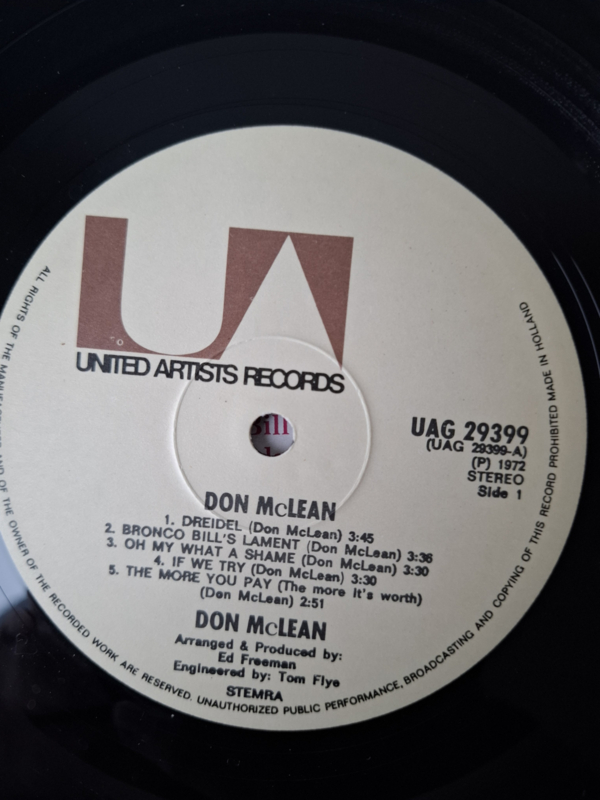 UA
UNITED ARTISTS RECORDS
UAG 29399
(UAG 29399-A)
(P) 1972
STEREO
Side 1
DON McLEAN
1. DREIDEL (Don McLean) 3:45
2. BRONCO BILL'S LAMENT (Don McLean) 3:36
3. OH MY WHAT A SHAME (Don McLean) 3:30
4. IF WE TRY (Don McLean) 3:30
5. THE MORE YOU PAY (The more it's worth)
(Don McLean) 2:51
DON McLEAN
Arranged & Produced by:
Ed Freeman
Engineered by: Tom Flye
STEMRA
ALL RIGHTS OF THE AND OF THE OWNER OF THE RECORDED WORK ARE RESERVED. UNAUTHORIZED PUBLIC PERFORMANCE, BROADCASTING AND COPYING OF THIS RECORD PROHIBITED MADE IN HOLLAND